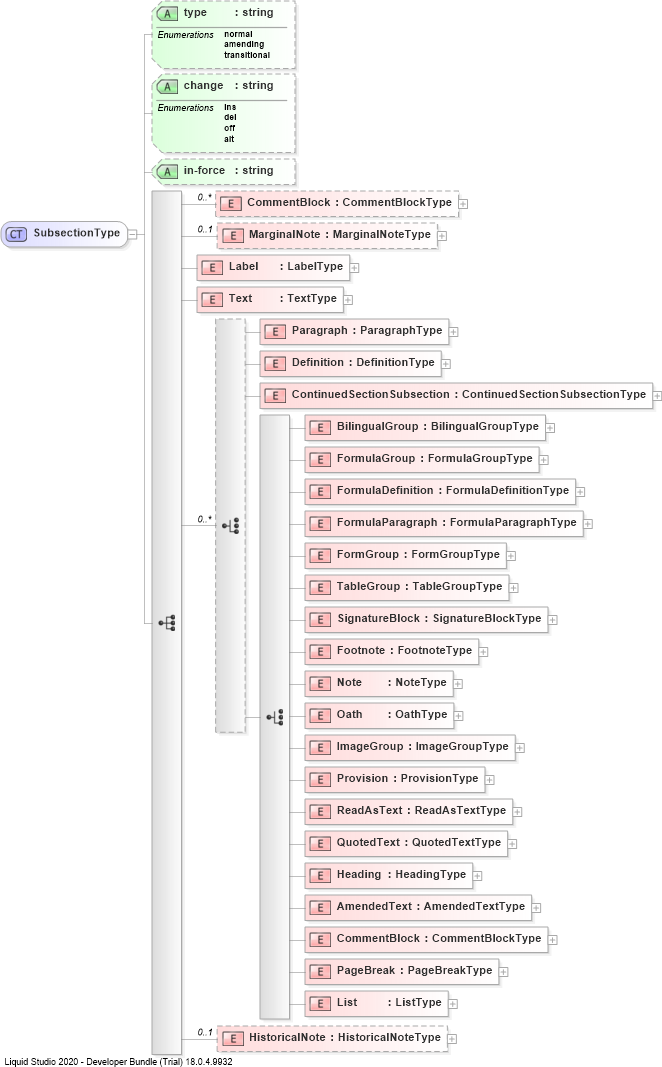 A type : string
Enumerations normal
amending
transitional
A change : string
Enumerations ins
del
off
alt
A in-force : string
0..* E CommentBlock : CommentBlockType
CT SubsectionType
0..1 E MarginalNote : MarginalNoteType
E Label : LabelType
E Text : TextType
E Paragraph : ParagraphType
E Definition : DefinitionType
E ContinuedSectionSubsection : ContinuedSectionSubsectionType
E BilingualGroup : BilingualGroupType
E FormulaGroup : FormulaGroupType
E FormulaDefinition : FormulaDefinitionType
0..* E FormulaParagraph : FormulaParagraphType
E FormGroup : FormGroupType
E TableGroup : TableGroupType
E SignatureBlock : SignatureBlockType
E Footnote : FootnoteType
E Note : NoteType
E Oath : OathType
E ImageGroup : ImageGroupType
E Provision : ProvisionType
E ReadAsText : ReadAsTextType
E QuotedText : QuotedTextType
E Heading : HeadingType
E AmendedText : AmendedTextType
E CommentBlock : CommentBlockType
E PageBreak : PageBreakType
E List : ListType
0..1 E HistoricalNote : HistoricalNoteType
Liquid Studio 2020 - Developer Bundle (Trial) 18.0.4.9932